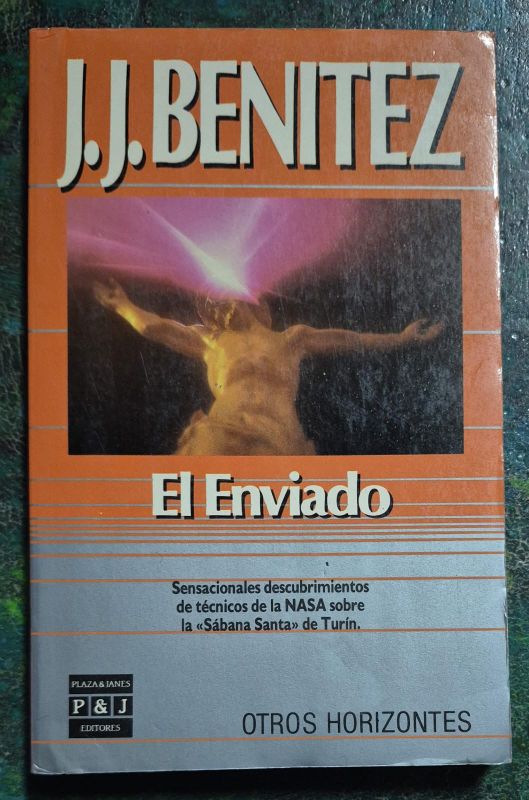 J.J.BENITEZ
El Enviado
Sensacionales descubrimientos
de técnicos de la NASA sobre
la «Sábana Santa» de Turín.
PLAZA & JANES
P & J
EDITORES
OTROS HORIZONTES